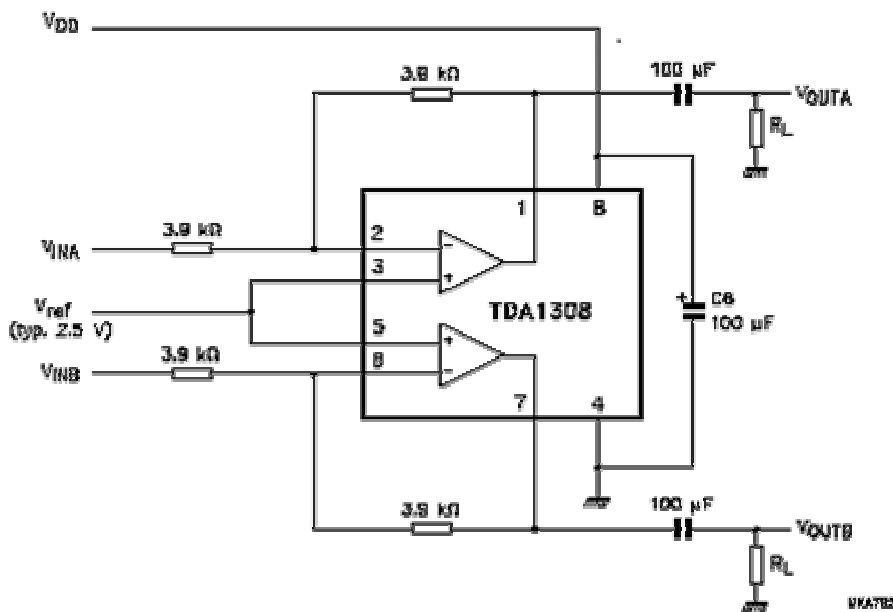 VDD
3.9 kΩ
100 µF
VOUTA
RL
1
8
3.9 kΩ
VINA
2
3
Vref
(typ. 2.5 V)
TDA1308
C6
100 µF
5
3.9 kΩ
VINB
6
7
4
3.9 kΩ
100 µF
VOUTB
RL